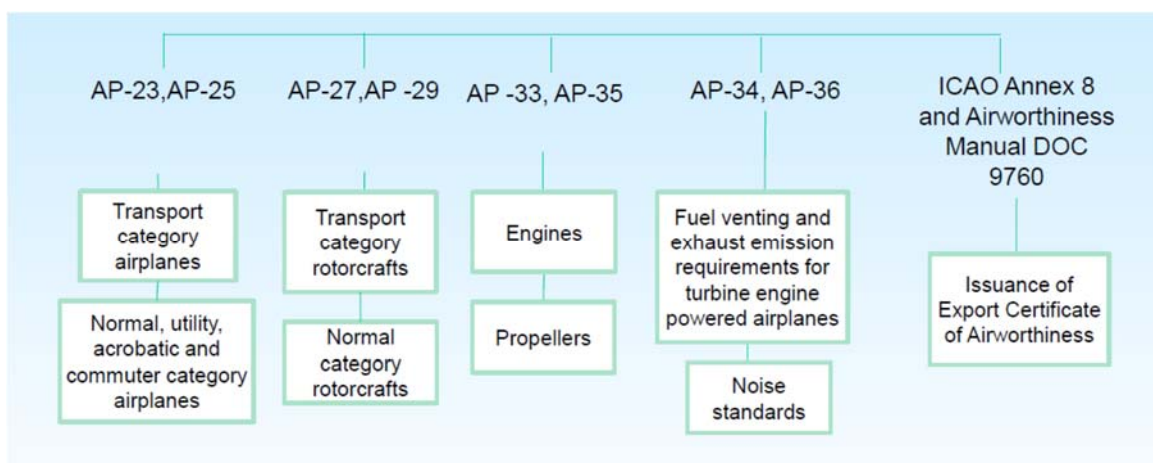 AP-23,AP-25
Transport
category
airplanes
Normal, utility,
acrobatic and
commuter category
airplanes
AP-27,AP -29
Transport
category
rotorcrafts
Normal
category
rotorcrafts
AP -33, AP-35
Engines
Propellers
AP-34, AP-36
Fuel venting and
exhaust emission
requirements for
turbine engine
powered airplanes
Noise
standards
ICAO Annex 8
and Airworthiness
Manual DOC
9760
Issuance of
Export Certificate
of Airworthiness